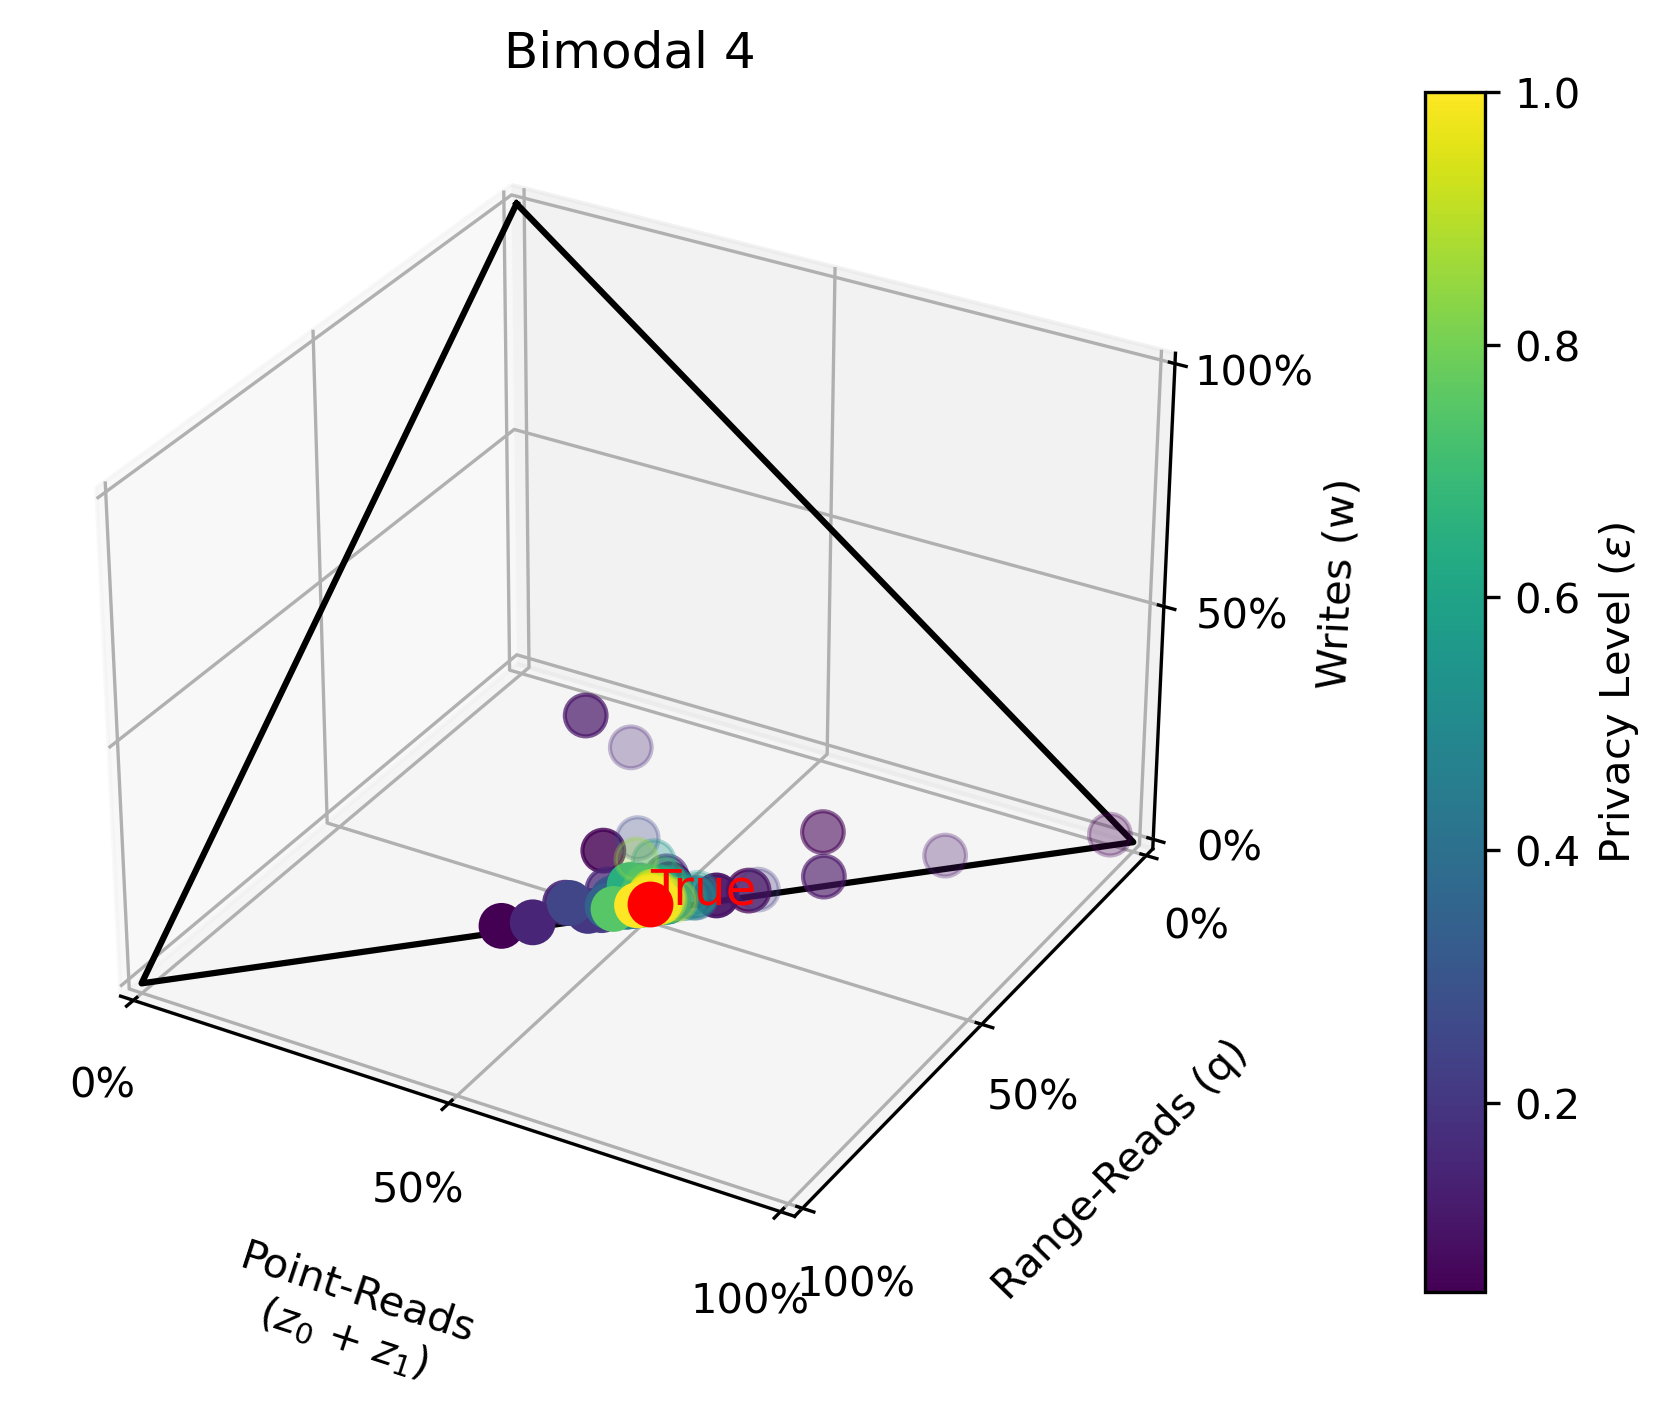 Bimodal 4
1.0
0.8
0.6
0.4
0.2
Privacy Level (ε)
100%
50%
0%
Writes (w)
0%
50%
100%
Range-Reads (q)
True
0%
50%
100%
Point-Reads
(z₀ + z₁)